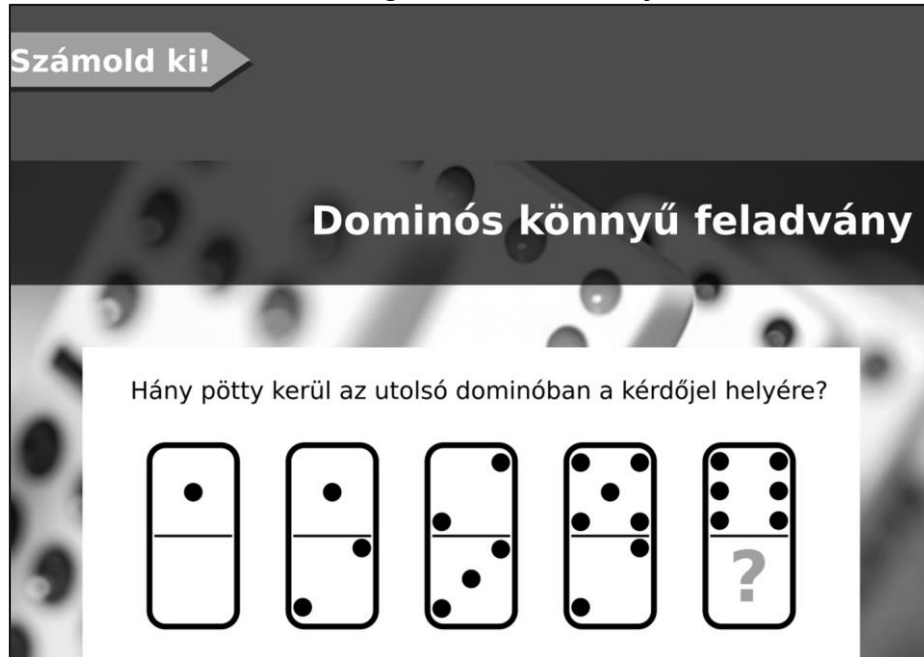 Számold ki!
Dominós könnyű feladvány
Hány pötty kerül az utolsó dominóban a kérdőjel helyére?
?